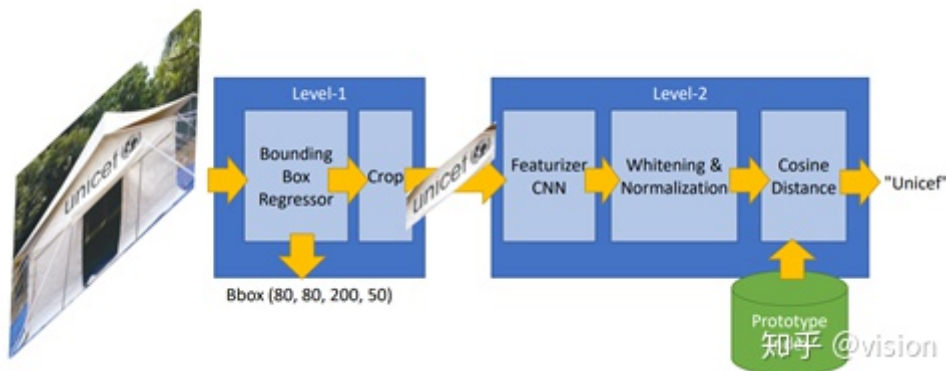 unicef
Level-1
Bounding
Box
Regressor
Crop
unicef
Bbox (80, 80, 200, 50)
Level-2
Featurizer
CNN
Whitening &
Normalization
Cosine
Distance
"Unicef"
Prototype
知乎 @vision